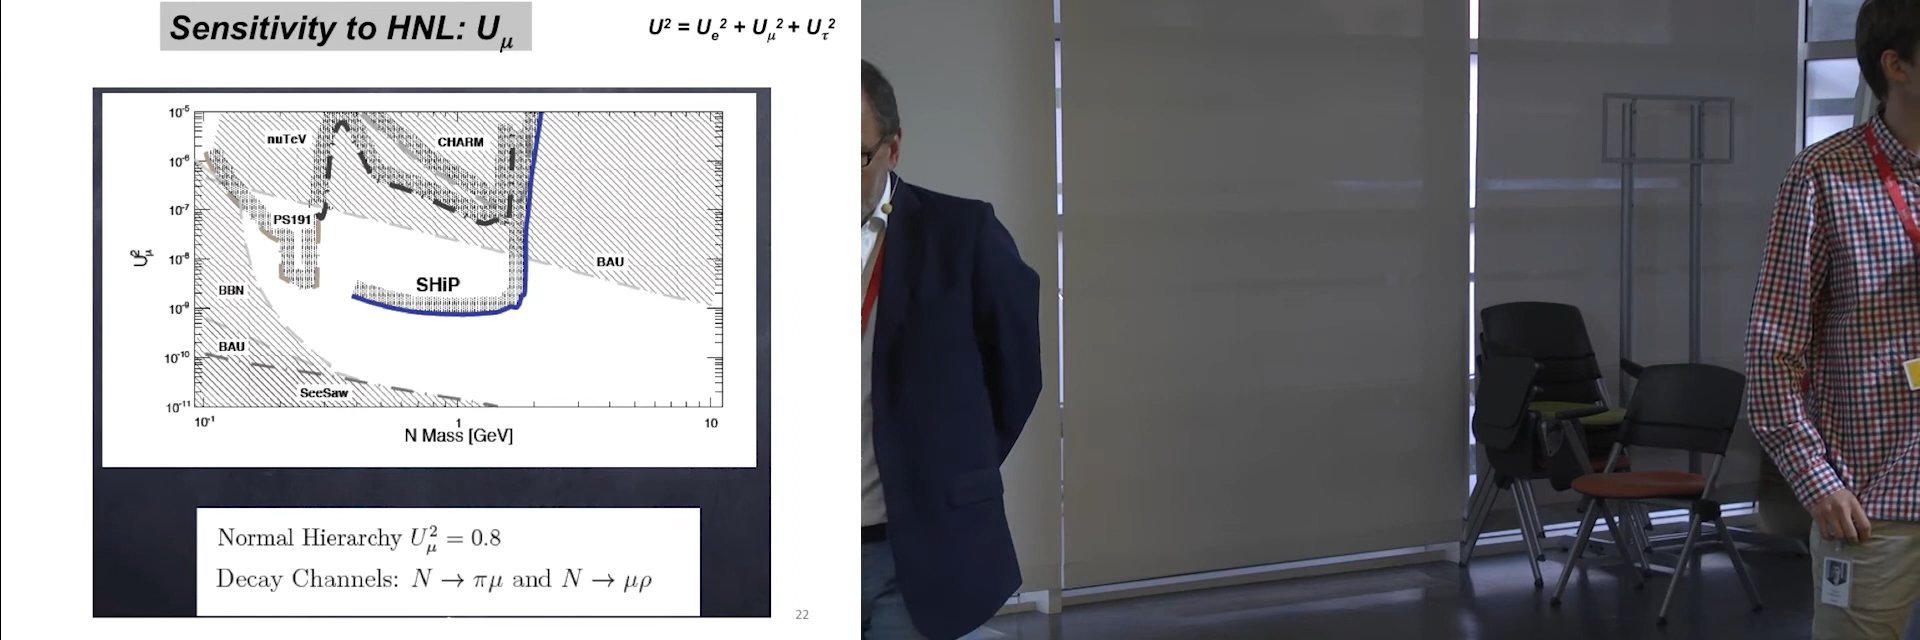 Sensitivity to HNL: Uμ
U² = Ue² + Uμ² + Uτ²
10⁻⁵
nuTeV
CHARM
10⁻⁶
10⁻⁷
PS191
U²μ
10⁻⁸
BAU
SHiP
BBN
10⁻⁹
BAU
10⁻¹⁰
SeeSaw
10⁻¹¹
10⁻¹ 1 10
N Mass [GeV]
Normal Hierarchy U²μ = 0.8
Decay Channels: N → πμ and N → μρ
22